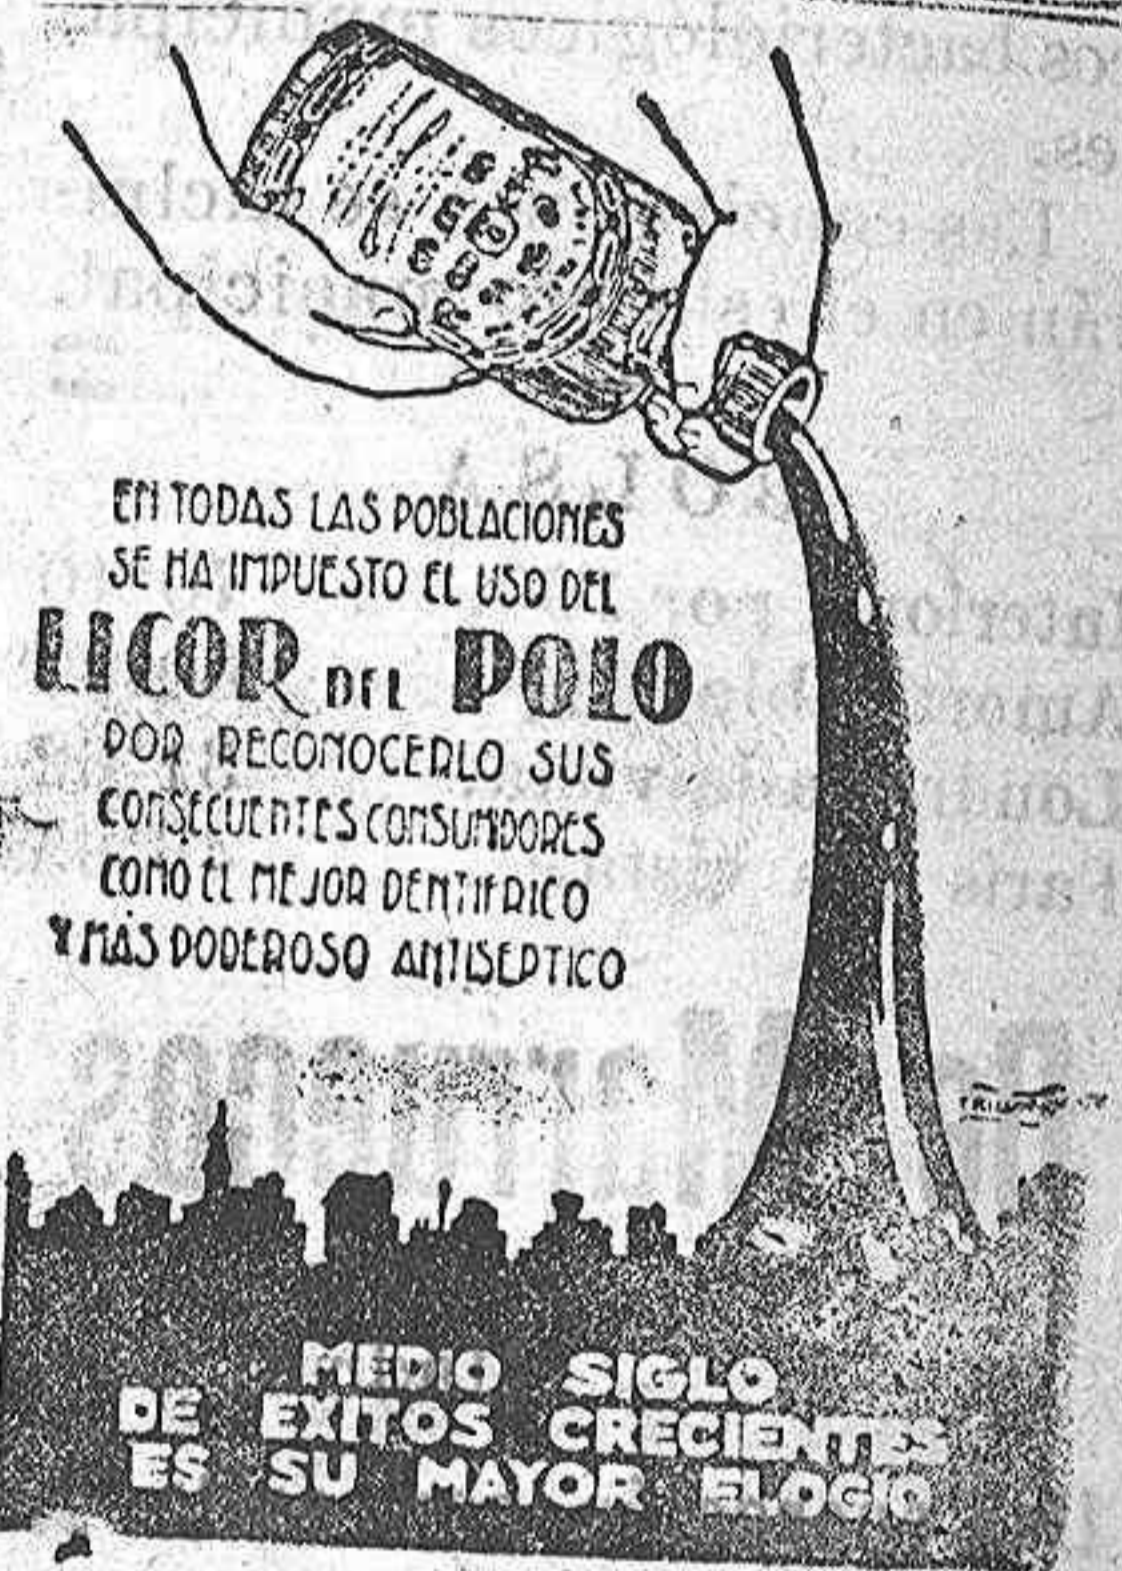 EN TODAS LAS POBLACIONES
SE HA IMPUESTO EL USO DEL
LICOR DEL POLO
POR RECONOCERLO SUS
CONSECUENTES CONSUMIDORES
COMO EL MEJOR DENTIFRICO
Y MÁS PODEROSO ANTISEPTICO
MEDIO SIGLO
DE EXITOS CRECIENTES
ES SU MAYOR ELOGIO